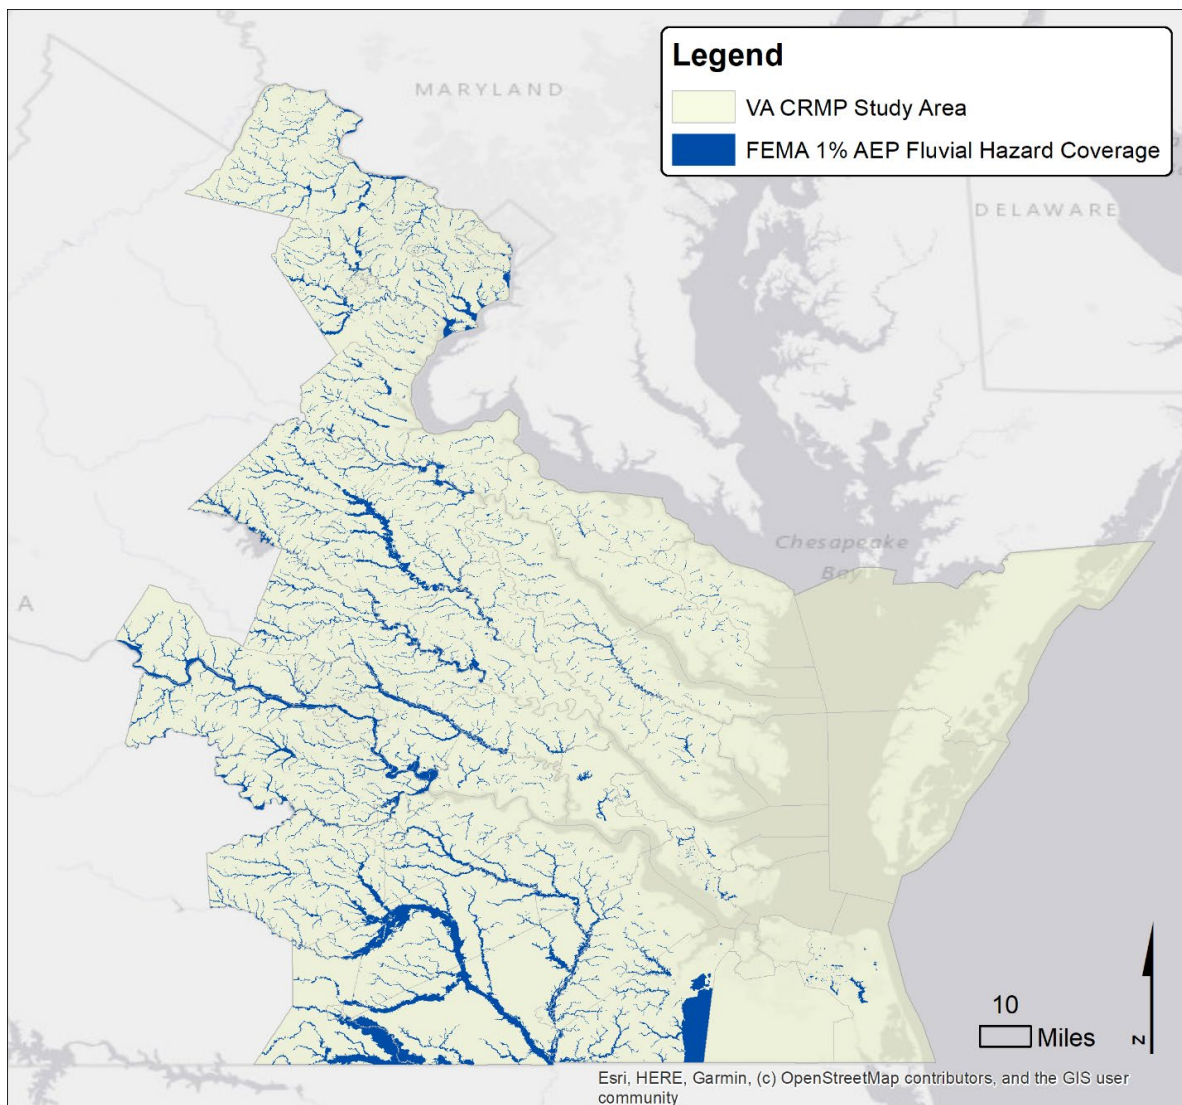 Legend
VA CRMP Study Area
FEMA 1% AEP Fluvial Hazard Coverage
MARYLAND
DELAWARE
Chesapeake
Bay
A
10
Miles
N
Esri, HERE, Garmin, (c) OpenStreetMap contributors, and the GIS user
community